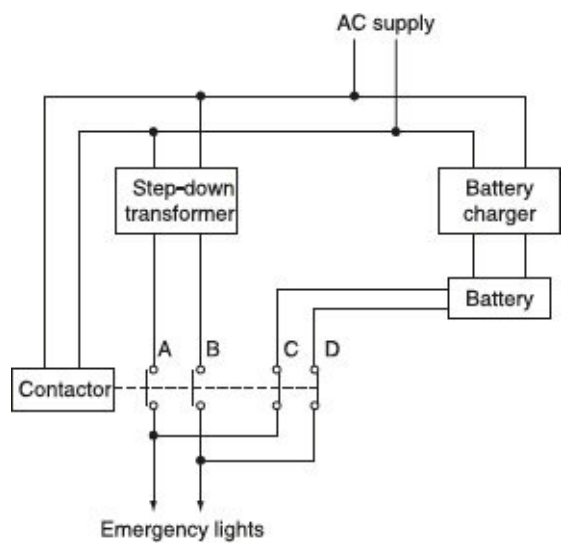 AC supply
Step-down
transformer
Battery
charger
Battery
A
B
C
D
Contactor
Emergency lights